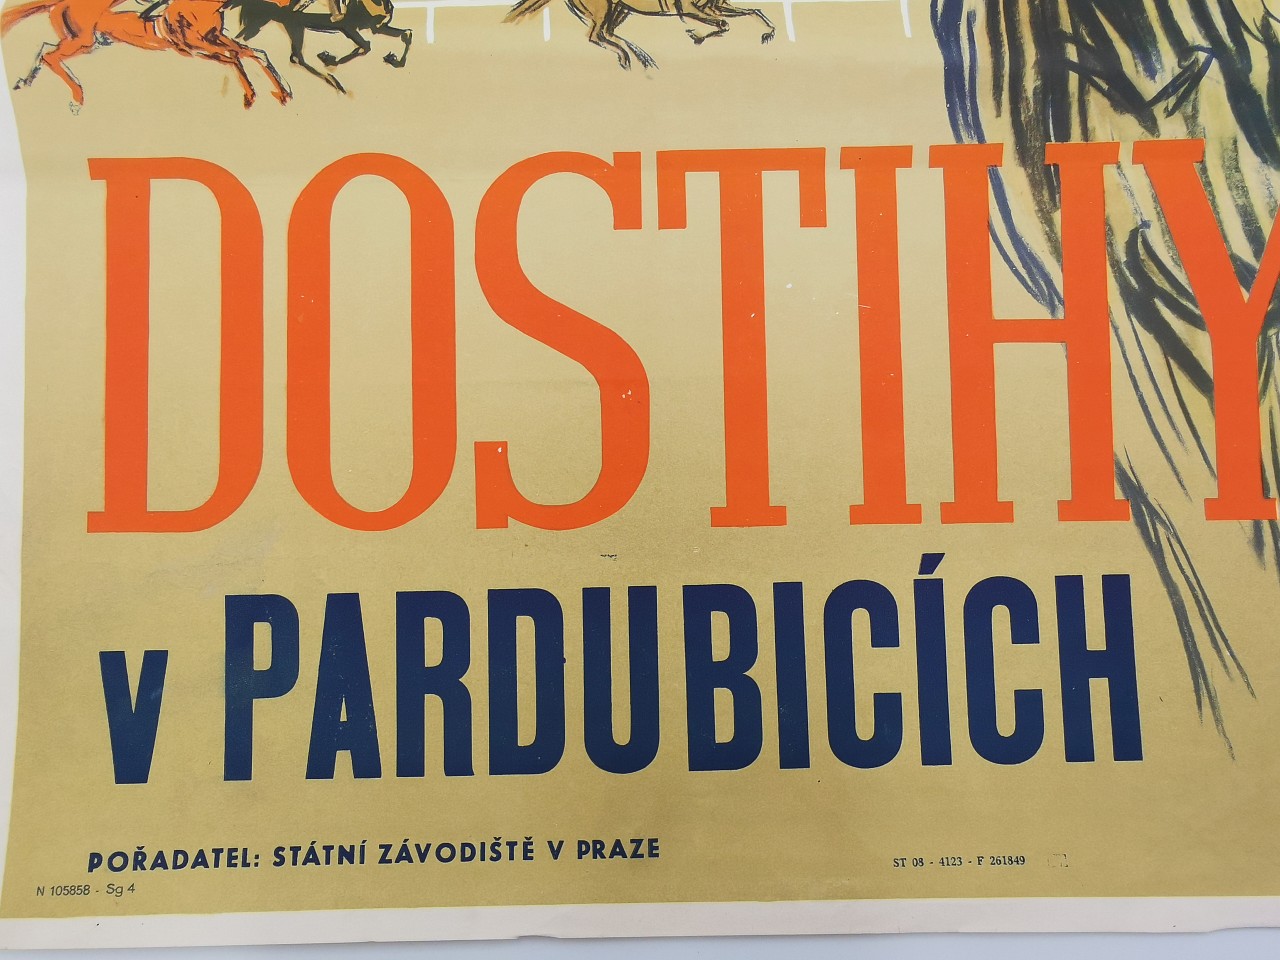 DOSTIHY
v PARDUBICÍCH
POŘADATEL: STÁTNÍ ZÁVODIŠTĚ V PRAZE
ST 08 - 4123 - F 261849
N 105858 - Sg 4